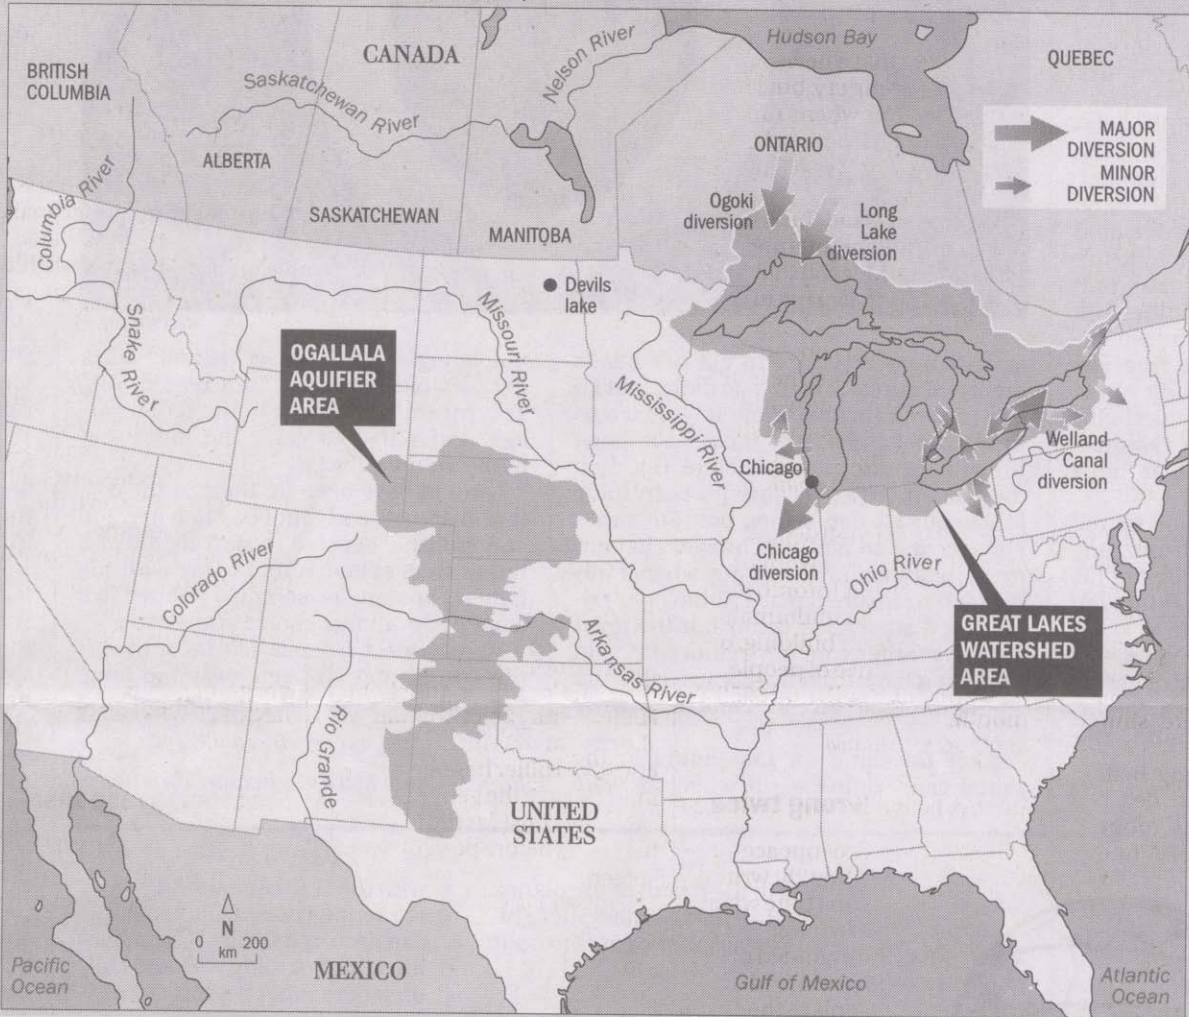 CANADA
Hudson Bay
BRITISH
COLUMBIA
Saskatchewan River
Nelson River
QUEBEC
MAJOR
DIVERSION
MINOR
DIVERSION
ONTARIO
ALBERTA
Columbia River
SASKATCHEWAN
MANITOBA
Ogoki
diversion
Long
Lake
diversion
Devils
lake
Snake River
Missouri River
OGALLALA
AQUIFIER
AREA
Mississippi River
Chicago
Welland
Canal
diversion
Chicago
diversion
Colorado River
Ohio River
GREAT LAKES
WATERSHED
AREA
Arkansas River
Rio Grande
UNITED
STATES
N
0 km 200
Pacific
Ocean
MEXICO
Gulf of Mexico
Atlantic
Ocean